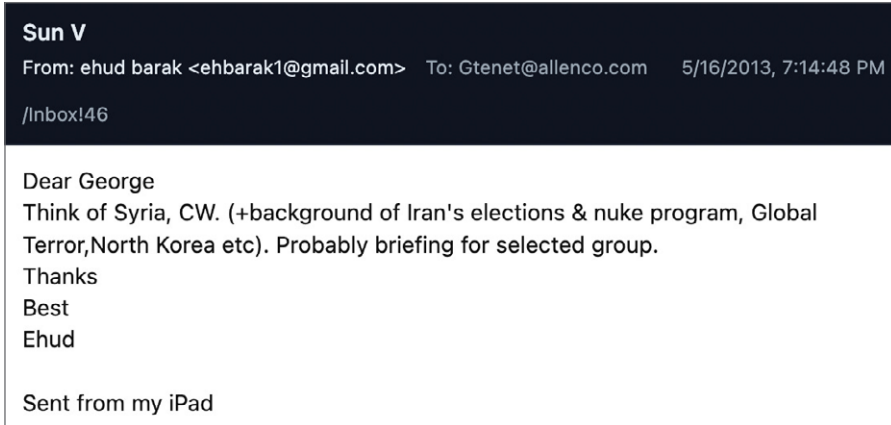 Sun V
From: ehud barak <ehbarak1@gmail.com> To: Gtenet@allenco.com 5/16/2013, 7:14:48 PM
/Inbox!46
Dear George
Think of Syria, CW. (+background of Iran's elections & nuke program, Global
Terror,North Korea etc). Probably briefing for selected group.
Thanks
Best
Ehud
Sent from my iPad